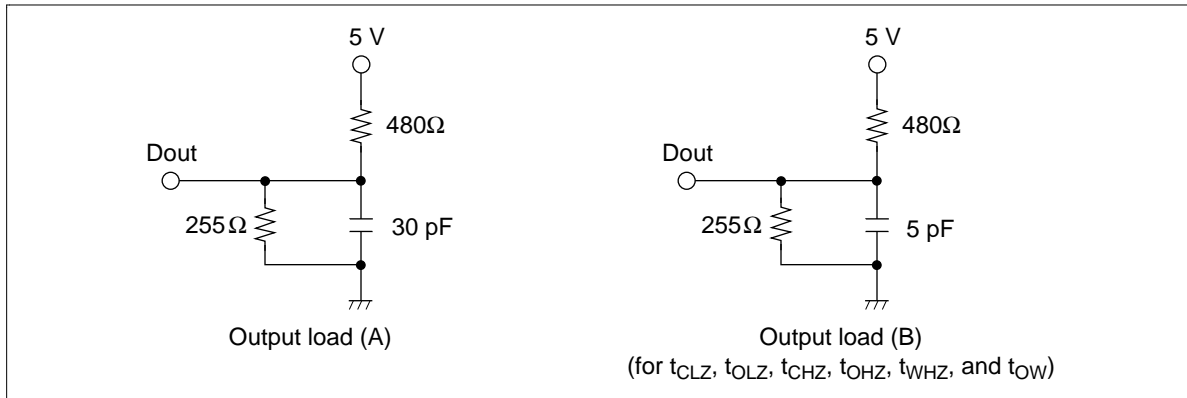 5 V
480Ω
Dout
255Ω
30 pF
Output load (A)
5 V
480Ω
Dout
255Ω
5 pF
Output load (B)
(for tCLZ, tOLZ, tCHZ, tOHZ, tWHZ, and tOW)